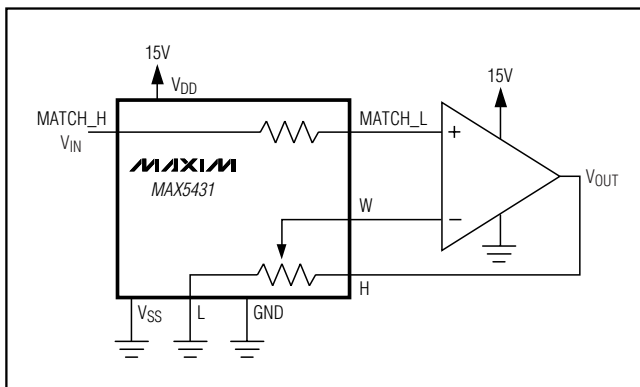 15V
VDD
15V
MATCH_H
MATCH_L
VIN
+
MAXIM
MAX5431
VOUT
W
−
H
VSS
L
GND